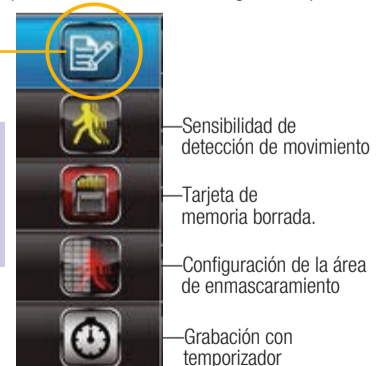 Sensibilidad de
detección de movimiento
Tarjeta de
memoria borrada.
Configuración de la área
de enmascaramiento
Grabación con
temporizador